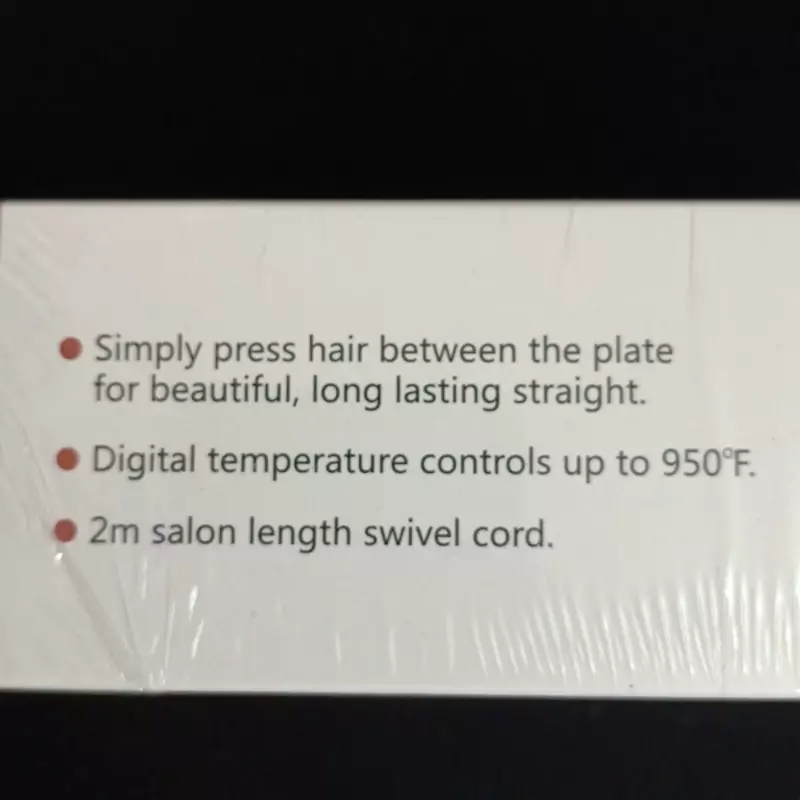 ● Simply press hair between the plate
for beautiful, long lasting straight.
● Digital temperature controls up to 950°F.
● 2m salon length swivel cord.